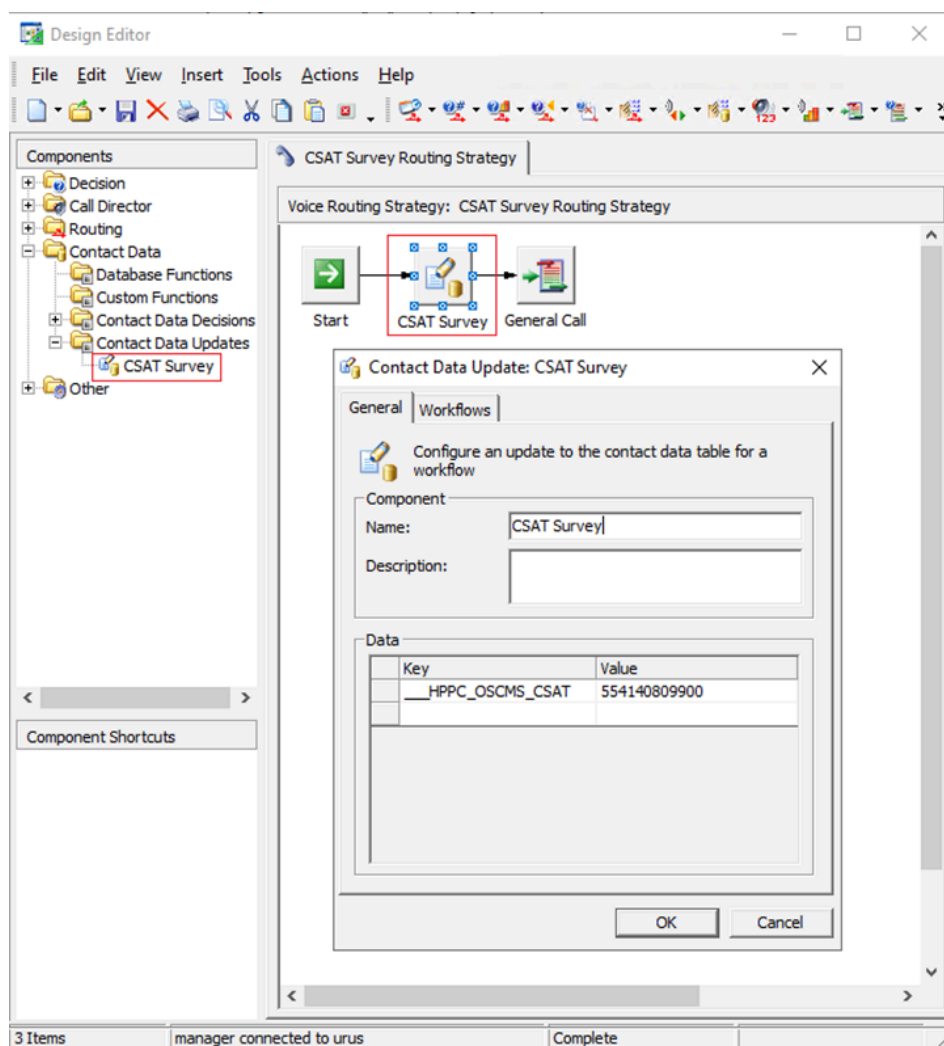 Design Editor
File Edit View Insert Tools Actions Help
Components
Decision
Call Director
Routing
Contact Data
Database Functions
Custom Functions
Contact Data Decisions
Contact Data Updates
CSAT Survey
Other
Component Shortcuts
CSAT Survey Routing Strategy
Voice Routing Strategy: CSAT Survey Routing Strategy
Start CSAT Survey General Call
Contact Data Update: CSAT Survey
General Workflows
Configure an update to the contact data table for a
workflow
Component
Name: CSAT Survey
Description:
Data
Key Value
___HPPC_OSCMS_CSAT 554140809900
OK Cancel
3 Items manager connected to urus Complete